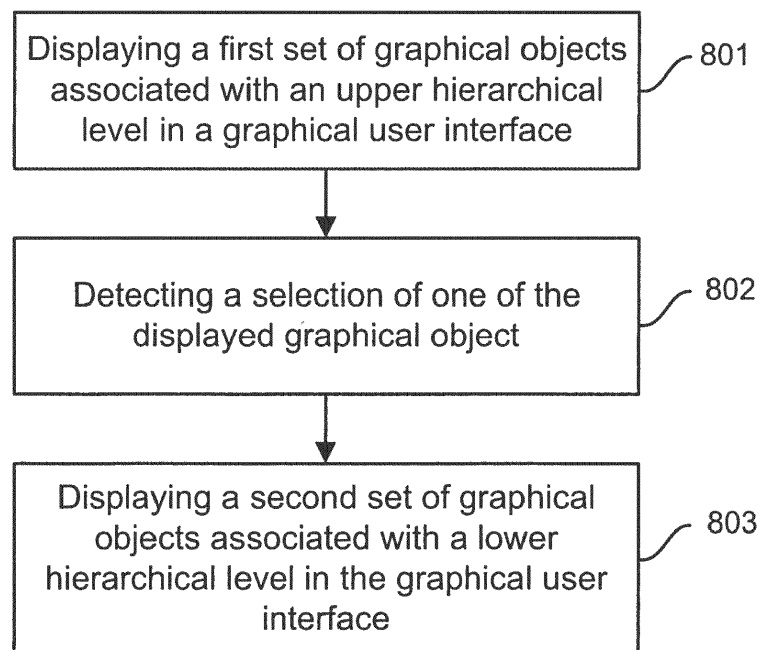 Displaying a first set of graphical objects
associated with an upper hierarchical
level in a graphical user interface
801
Detecting a selection of one of the
displayed graphical object
802
Displaying a second set of graphical
objects associated with a lower
hierarchical level in the graphical user
interface
803